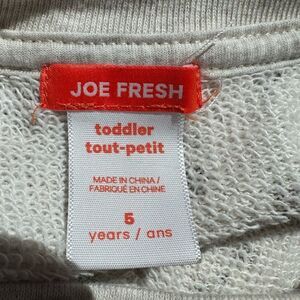 JOE FRESH
toddler
tout-petit
MADE IN CHINA /
FABRIQUÉ EN CHINE
5
years / ans